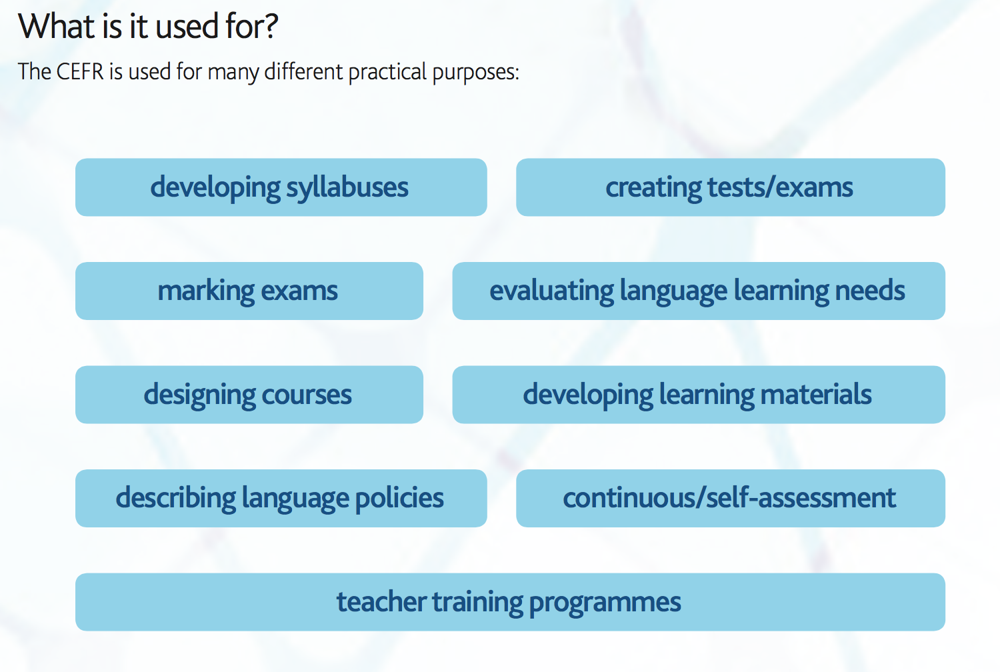 What is it used for?
The CEFR is used for many different practical purposes:
developing syllabuses
creating tests/exams
marking exams
evaluating language learning needs
designing courses
developing learning materials
describing language policies
continuous/self-assessment
teacher training programmes